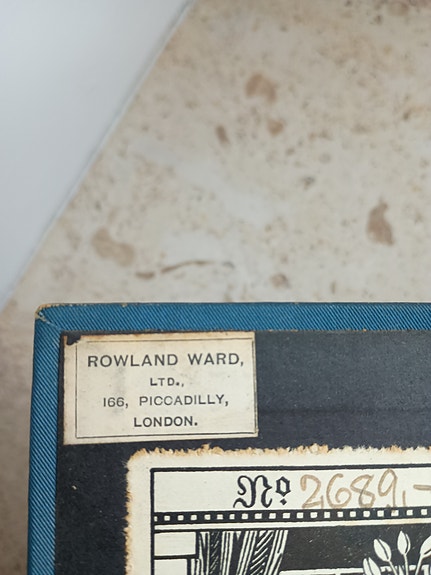 ROWLAND WARD,
LTD.,
166, PICCADILLY,
LONDON.
Nº 2689,-